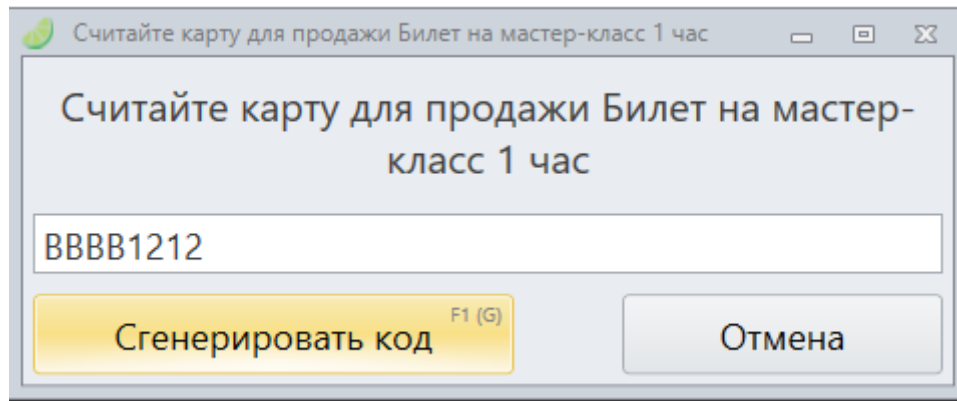 Считайте карту для продажи Билет на мастер-класс 1 час
Считайте карту для продажи Билет на мастер-
класс 1 час
BBBB1212
Сгенерировать код F1 (G)
Отмена